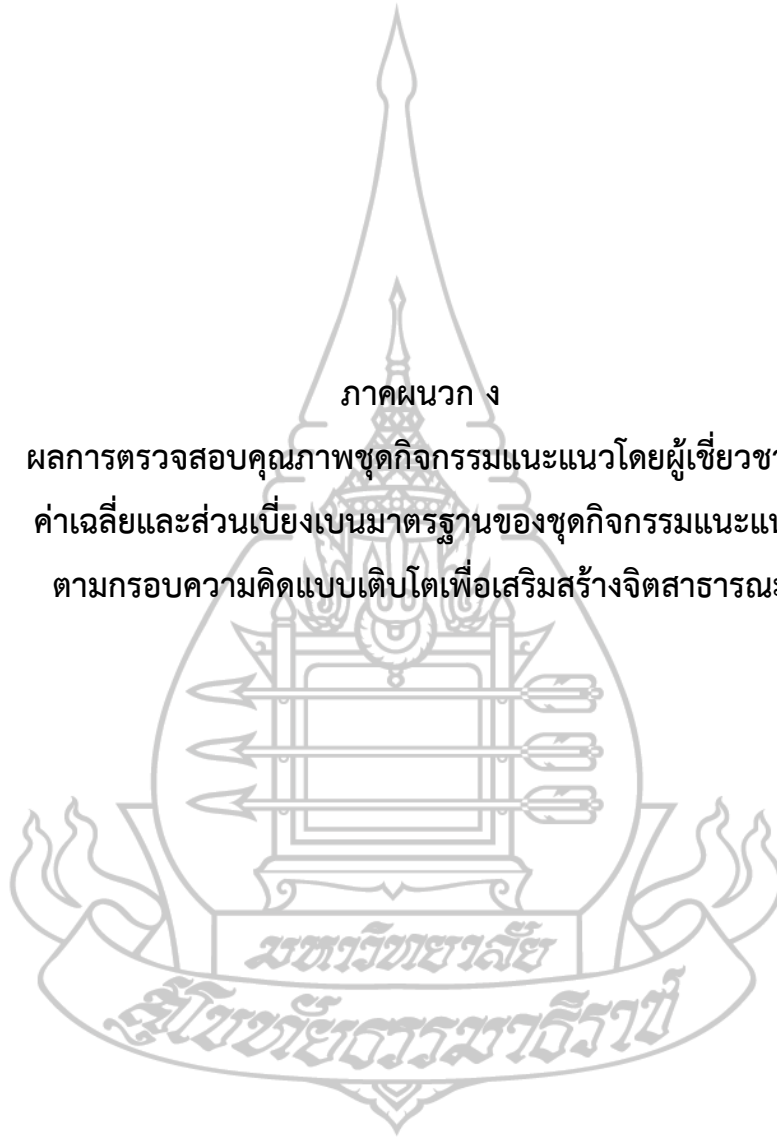 ภาคผนวก ง
ผลการตรวจสอบคุณภาพชุดกิจกรรมแนะแนวโดยผู้เชี่ยวชา
ค่าเฉลี่ยและส่วนเบี่ยงเบนมาตรฐานของชุดกิจกรรมแนะแน
ตามกรอบความคิดแบบเติบโตเพื่อเสริมสร้างจิตสาธารณะ
มหาวิทยาลัย
สุโขทัยธรรมาธิราช